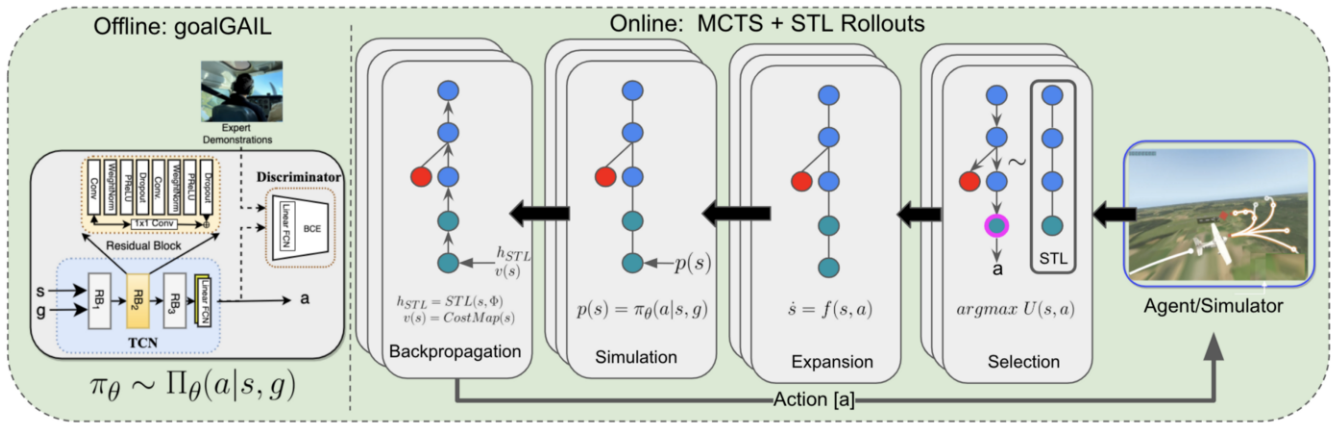 Offline: goalGAIL
Online: MCTS + STL Rollouts
Expert
Demonstrations
Conv
WeightNorm
PReLU
Dropout
Conv.
WeightNorm
PReLU
Dropout
1x1 Conv
Residual Block
Discriminator
Linear FCN
BCE
s
g
RB1
RB2
RB3
Linear FCN
a
TCN
πθ ∼ Πθ(a|s, g)
hSTL
v(s)
hSTL = STL(s, Φ)
v(s) = CostMap(s)
Backpropagation
p(s)
p(s) = πθ(a|s, g)
Simulation
ṡ = f(s, a)
Expansion
∼
STL
a
argmax U(s, a)
Selection
Agent/Simulator
Action [a]